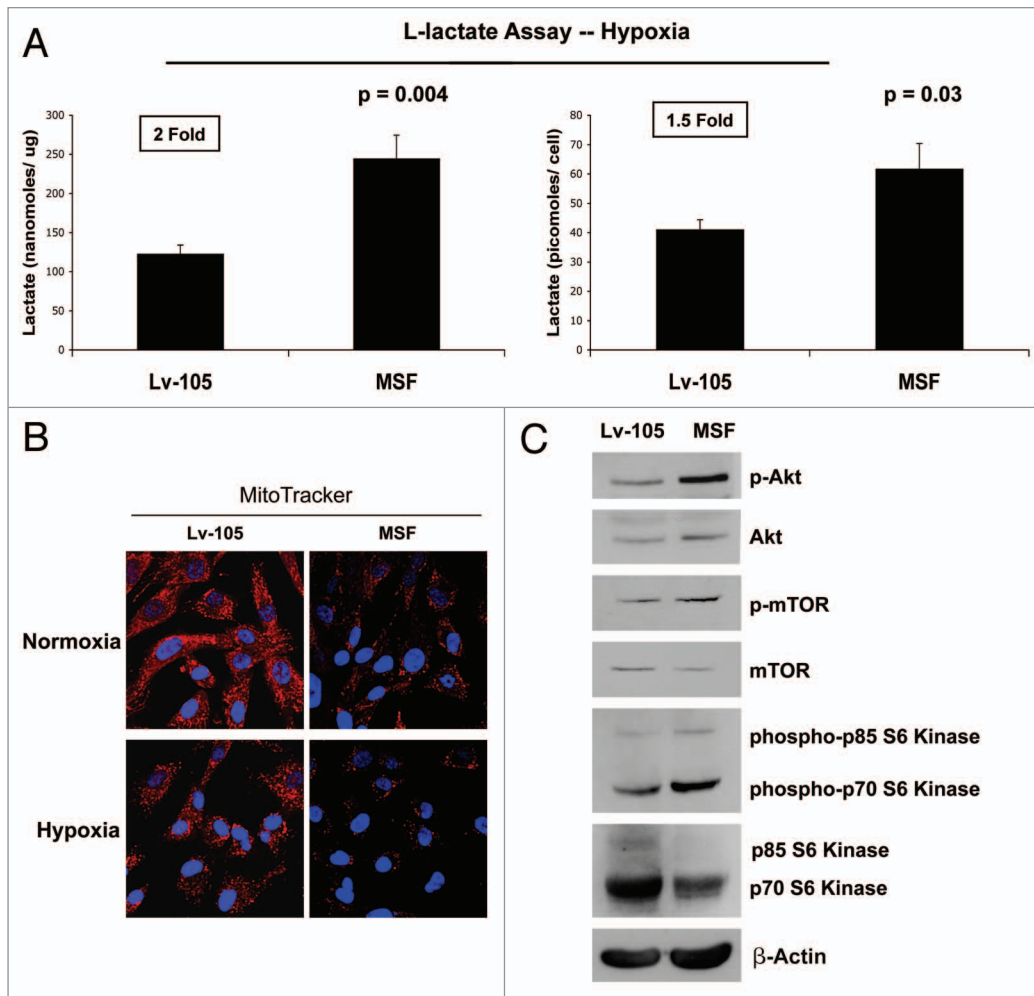 A
L-lactate Assay -- Hypoxia
p = 0.004
2 Fold
Lactate (nanomoles/ ug)
300
250
200
150
100
50
0
Lv-105
MSF
p = 0.03
1.5 Fold
Lactate (picomoles/ cell)
80
70
60
50
40
30
20
10
0
Lv-105
MSF
B
MitoTracker
Lv-105
MSF
Normoxia
Hypoxia
C
Lv-105
MSF
p-Akt
Akt
p-mTOR
mTOR
phospho-p85 S6 Kinase
phospho-p70 S6 Kinase
p85 S6 Kinase
p70 S6 Kinase
β-Actin